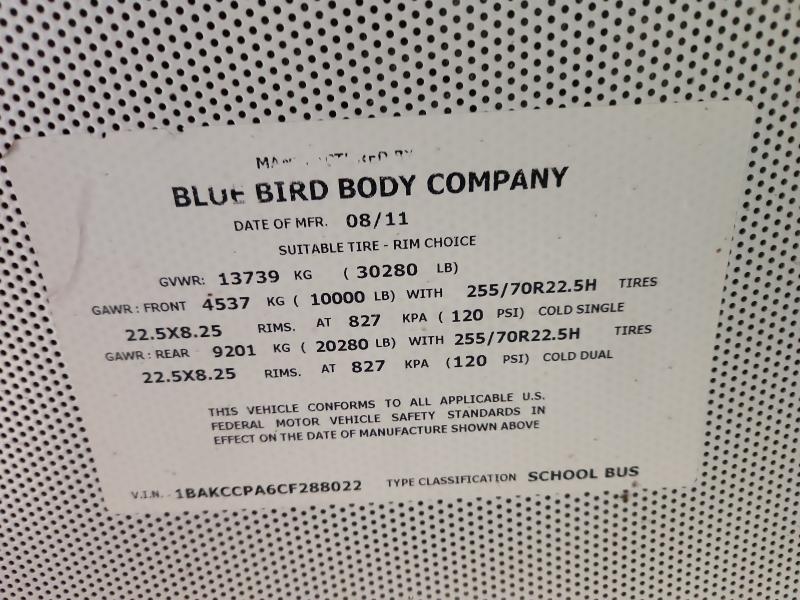 BLUE BIRD BODY COMPANY
DATE OF MFR. 08/11
SUITABLE TIRE - RIM CHOICE
GVWR: 13739 KG ( 30280 LB)
GAWR: FRONT 4537 KG ( 10000 LB) WITH 255/70R22.5H TIRES
22.5X8.25 RIMS. AT 827 KPA ( 120 PSI) COLD SINGLE
GAWR: REAR 9201 KG ( 20280 LB) WITH 255/70R22.5H TIRES
22.5X8.25 RIMS. AT 827 KPA (120 PSI) COLD DUAL
THIS VEHICLE CONFORMS TO ALL APPLICABLE U.S.
FEDERAL MOTOR VEHICLE SAFETY STANDARDS IN
EFFECT ON THE DATE OF MANUFACTURE SHOWN ABOVE
V.I.N. 1BAKCCPA6CF288022 TYPE CLASSIFICATION SCHOOL BUS